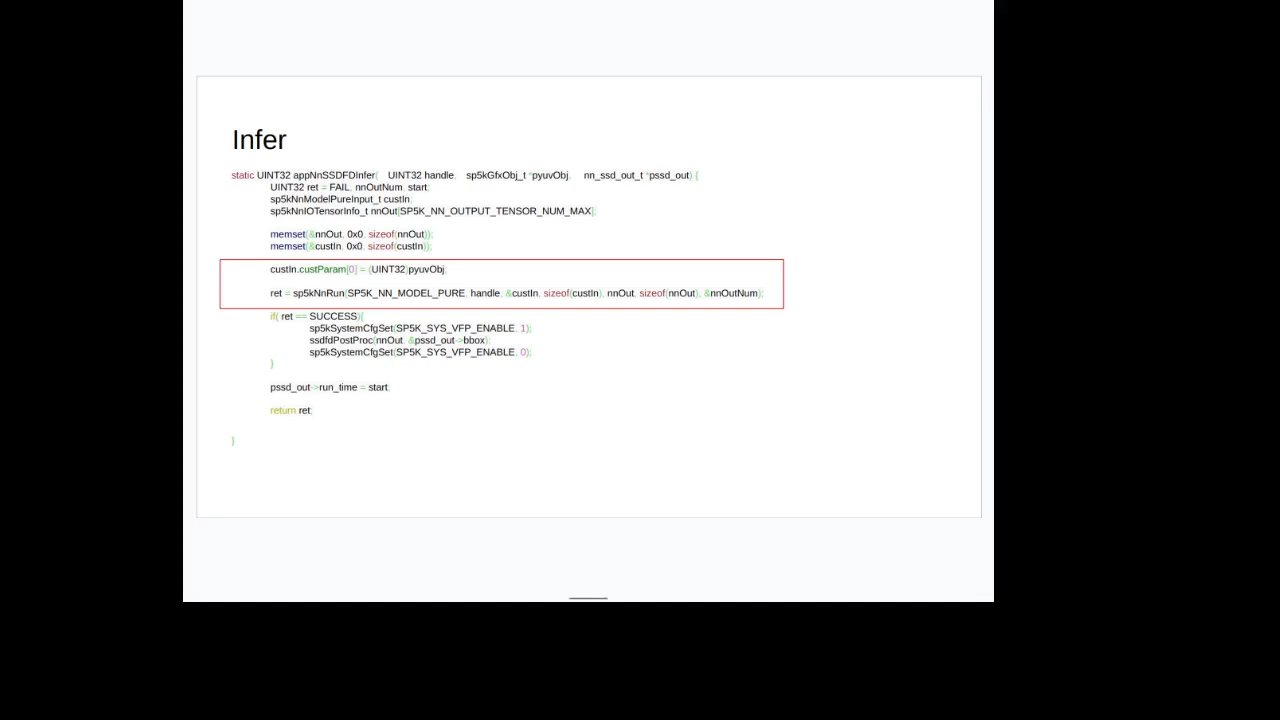 Infer
static UINT32 appNnSSDFDInfer( UINT32 handle, sp5kGfxObj_t *pyuvObj, nn_ssd_out_t *pssd_out) {
UINT32 ret = FAIL, nnOutNum, start;
sp5kNnModelPureInput_t custIn;
sp5kNnIOTensorInfo_t nnOut[SP5K_NN_OUTPUT_TENSOR_NUM_MAX];
memset(&nnOut, 0x0, sizeof(nnOut));
memset(&custIn, 0x0, sizeof(custIn));
custIn.custParam[0] = (UINT32)pyuvObj;
ret = sp5kNnRun(SP5K_NN_MODEL_PURE, handle, &custIn, sizeof(custIn), nnOut, sizeof(nnOut), &nnOutNum);
if( ret == SUCCESS){
sp5kSystemCfgSet(SP5K_SYS_VFP_ENABLE, 1);
ssdfdPostProc(nnOut, &pssd_out->bbox);
sp5kSystemCfgSet(SP5K_SYS_VFP_ENABLE, 0);
}
pssd_out->run_time = start;
return ret;
}